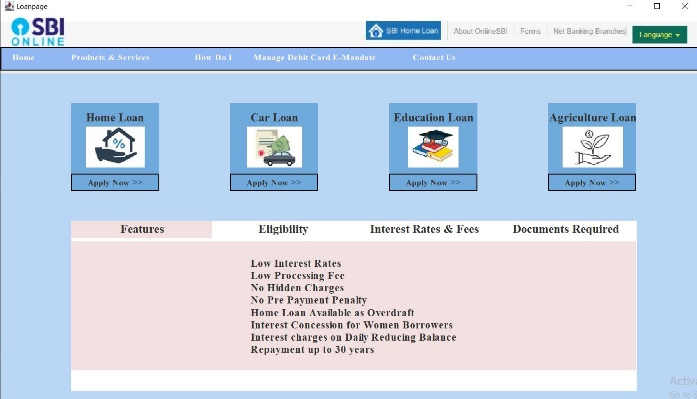 Loanpage
SBI
ONLINE
SBI Home Loan
About OnlineSBI
Forms
Net Banking Branches
Language
Home
Products & Services
How Do I
Manage Debit Card E-Mandate
Contact Us
Home Loan
Car Loan
Education Loan
Agriculture Loan
%
Apply Now >>
Apply Now >>
Apply Now >>
Apply Now >>
Features
Eligibility
Interest Rates & Fees
Documents Required
Low Interest Rates
Low Processing Fee
No Hidden Charges
No Pre Payment Penalty
Home Loan Available as Overdraft
Interest Concession for Women Borrowers
Interest charges on Daily Reducing Balance
Repayment up to 30 years
Activ
Go to S